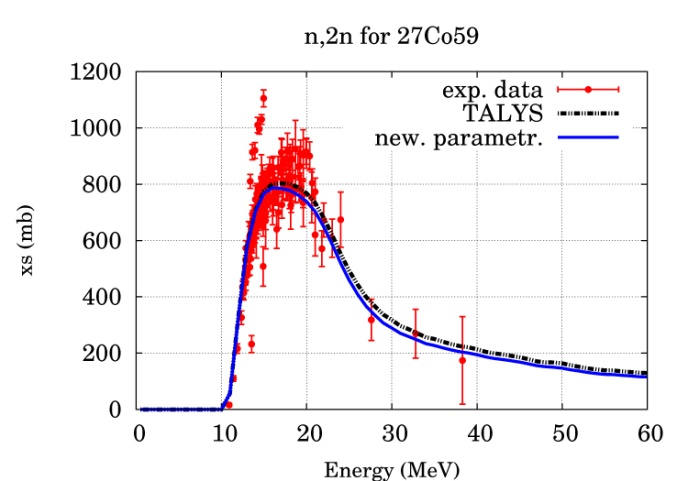 n,2n for 27Co59
1200
1000
800
600
400
200
0
xs (mb)
exp. data
TALYS
new. parametr.
0 10 20 30 40 50 60
Energy (MeV)